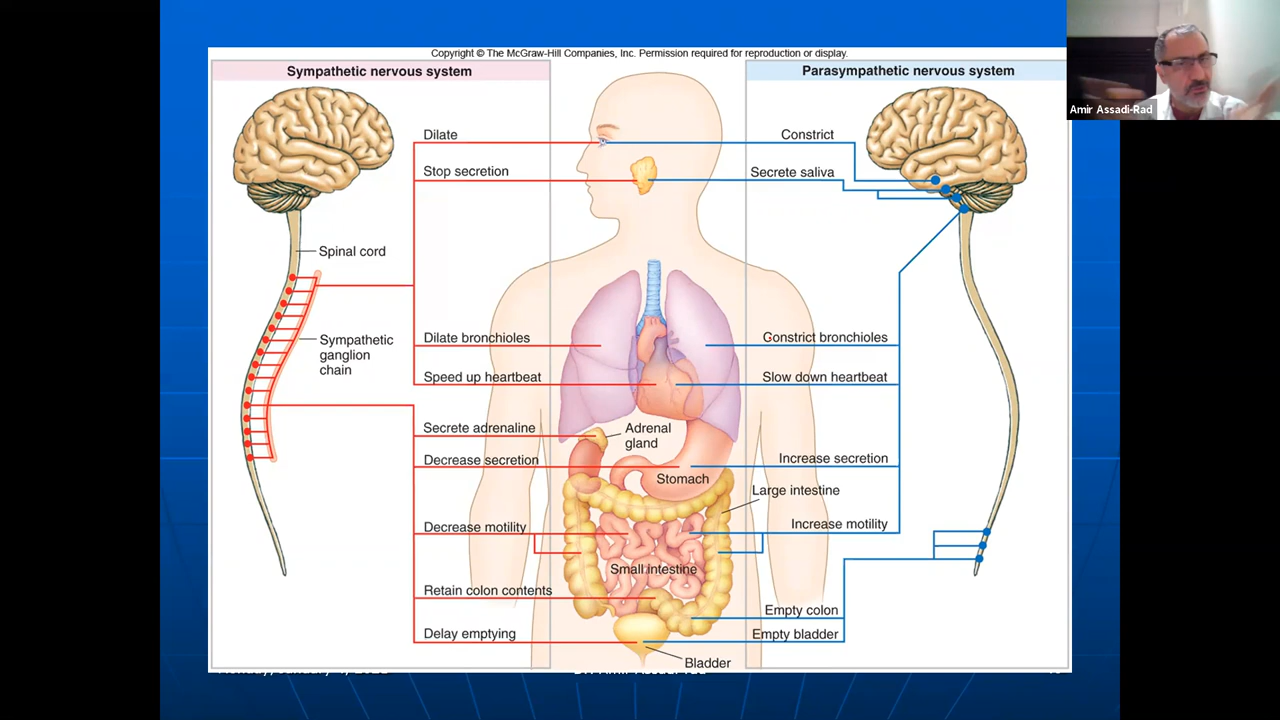 Copyright © The McGraw-Hill Companies, Inc. Permission required for reproduction or display.
Sympathetic nervous system
Parasympathetic nervous system
Amir Assadi-Rad
Dilate
Constrict
Stop secretion
Secrete saliva
Spinal cord
Sympathetic
ganglion
chain
Dilate bronchioles
Constrict bronchioles
Speed up heartbeat
Slow down heartbeat
Secrete adrenaline
Adrenal
gland
Decrease secretion
Increase secretion
Stomach
Large intestine
Decrease motility
Increase motility
Small intestine
Retain colon contents
Empty colon
Delay emptying
Empty bladder
Bladder